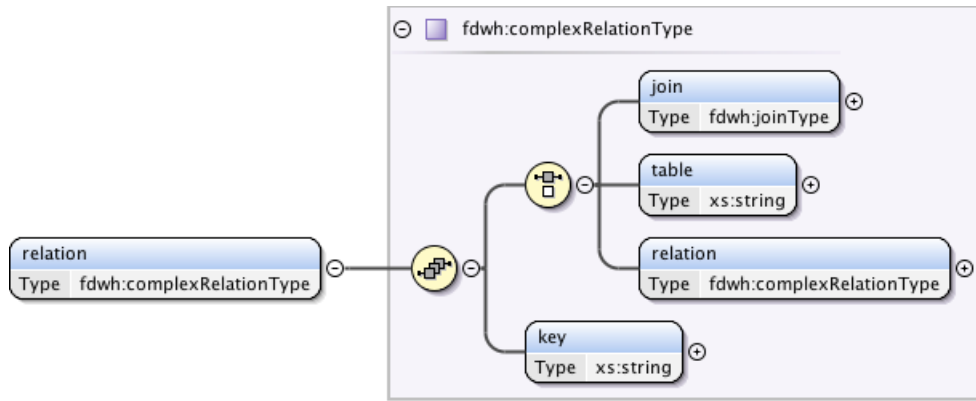 fdwh:complexRelationType
join
Type fdwh:joinType
table
Type xs:string
relation
Type fdwh:complexRelationType
relation
Type fdwh:complexRelationType
key
Type xs:string